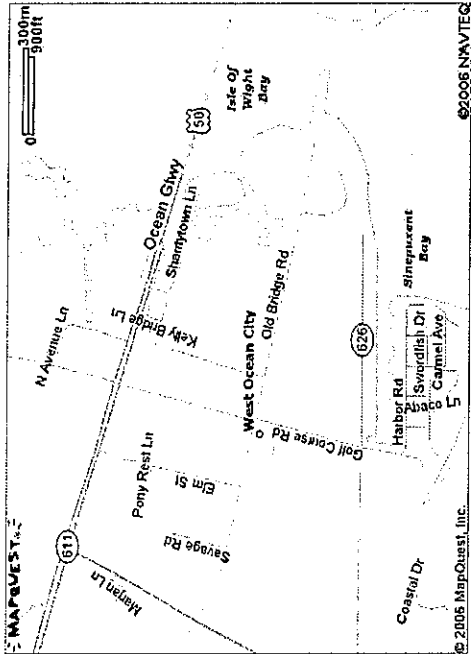 MAPQUEST
0 300m
900ft
N Avenue Ln
Ocean Gtwy
50
Isle Of
Wight
Bay
Shantytown Ln
Kelly Bridge Ln
611
Pony Rest Ln
Elm St
Savage Rd
Marjan Ln
West Ocean City
Old Bridge Rd
Golf Course Rd
626
Sinepuxent
Bay
Harbor Rd
Swordfish Dr
Abaco Ln
Carmel Ave
Coastal Dr
© 2006 MapQuest, Inc.
©2006 NAVTEQ